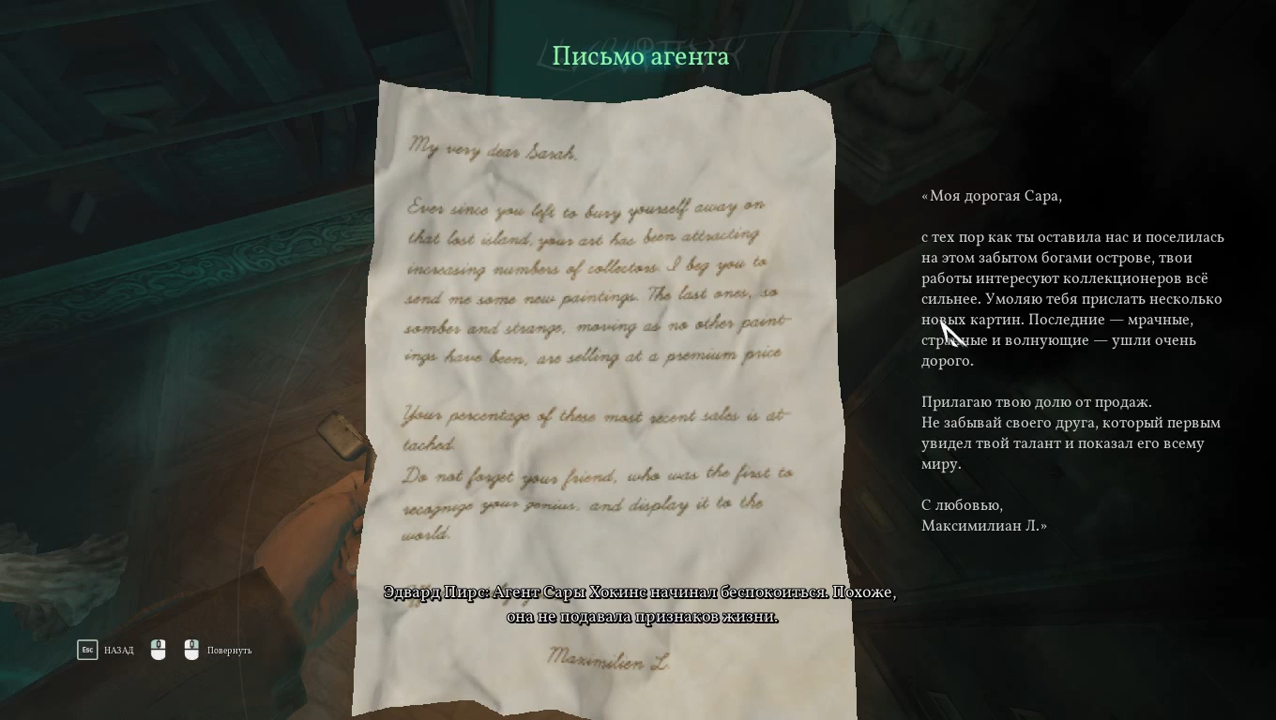 Письмо агента
My very dear Sarah,
Ever since you left to bury yourself away on
that lost island, your art has been attracting
increasing numbers of collectors. I beg you to
send me some new paintings. The last ones, so
somber and strange, moving as no other paint-
ings have been, are selling at a premium price
Your percentage of these most recent sales is at-
tached.
Do not forget your friend, who was the first to
recognize your genius, and display it to the
world.
Maximilien L.
«Моя дорогая Сара,
с тех пор как ты оставила нас и поселилась
на этом забытом богами острове, твои
работы интересуют коллекционеров всё
сильнее. Умоляю тебя прислать несколько
новых картин. Последние — мрачные,
странные и волнующие — ушли очень
дорого.
Прилагаю твою долю от продаж.
Не забывай своего друга, который первым
увидел твой талант и показал его всему
миру.
С любовью,
Максимилиан Л.»
Эдвард Пирс: Агент Сары Хокинс начинал беспокоиться. Похоже,
она не подавала признаков жизни.
Esc НАЗАД Повернуть